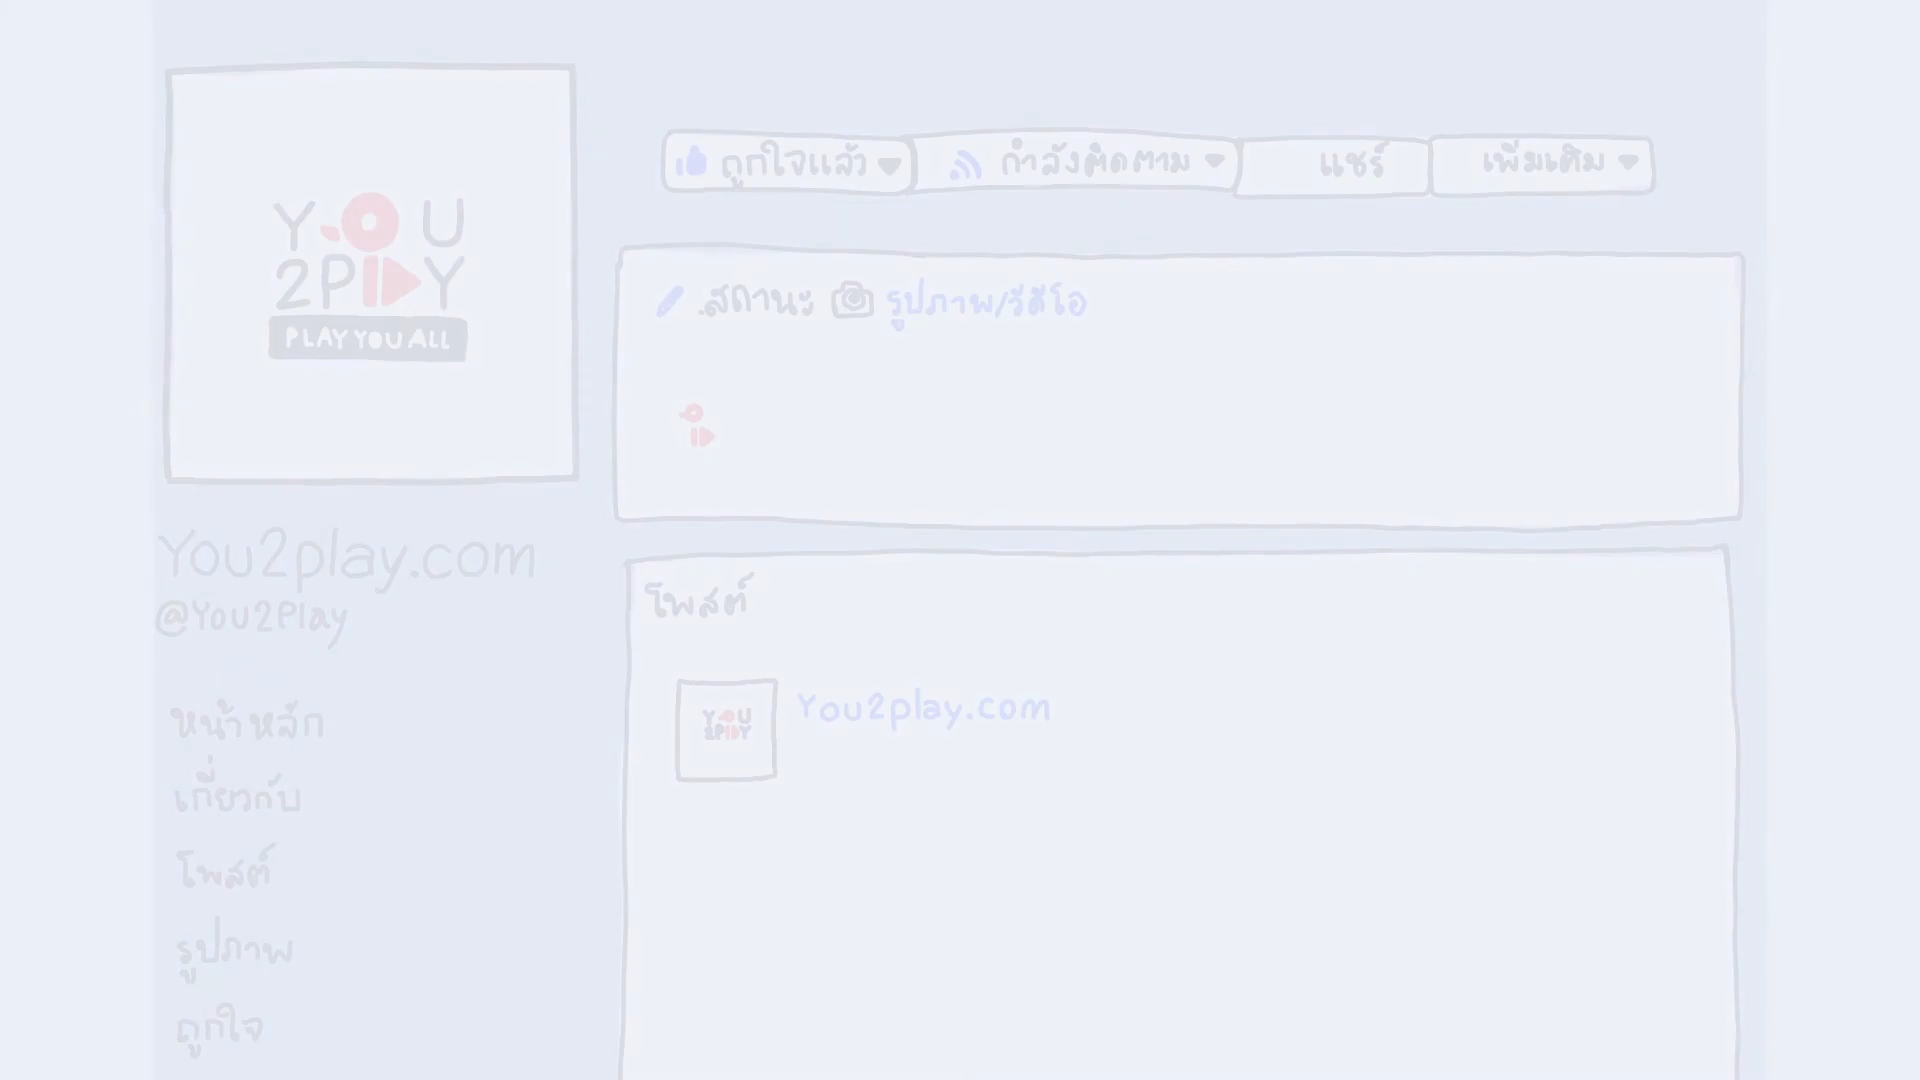 YOU
2PLAY
PLAY YOU ALL
You2play.com
@You2Play
หน้าหลัก
เกี่ยวกับ
โพสต์
รูปภาพ
ถูกใจ
ถูกใจแล้ว กำลังติดตาม แชร์ เพิ่มเติม
สถานะ รูปภาพ/วีดีโอ
โพสต์
YOU
2PLAY
You2play.com